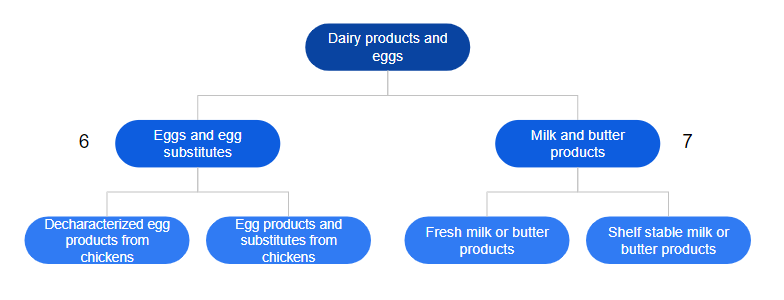 Dairy products and
eggs
6
Eggs and egg
substitutes
Milk and butter
products
7
Decharacterized egg
products from
chickens
Egg products and
substitutes from
chickens
Fresh milk or butter
products
Shelf stable milk or
butter products